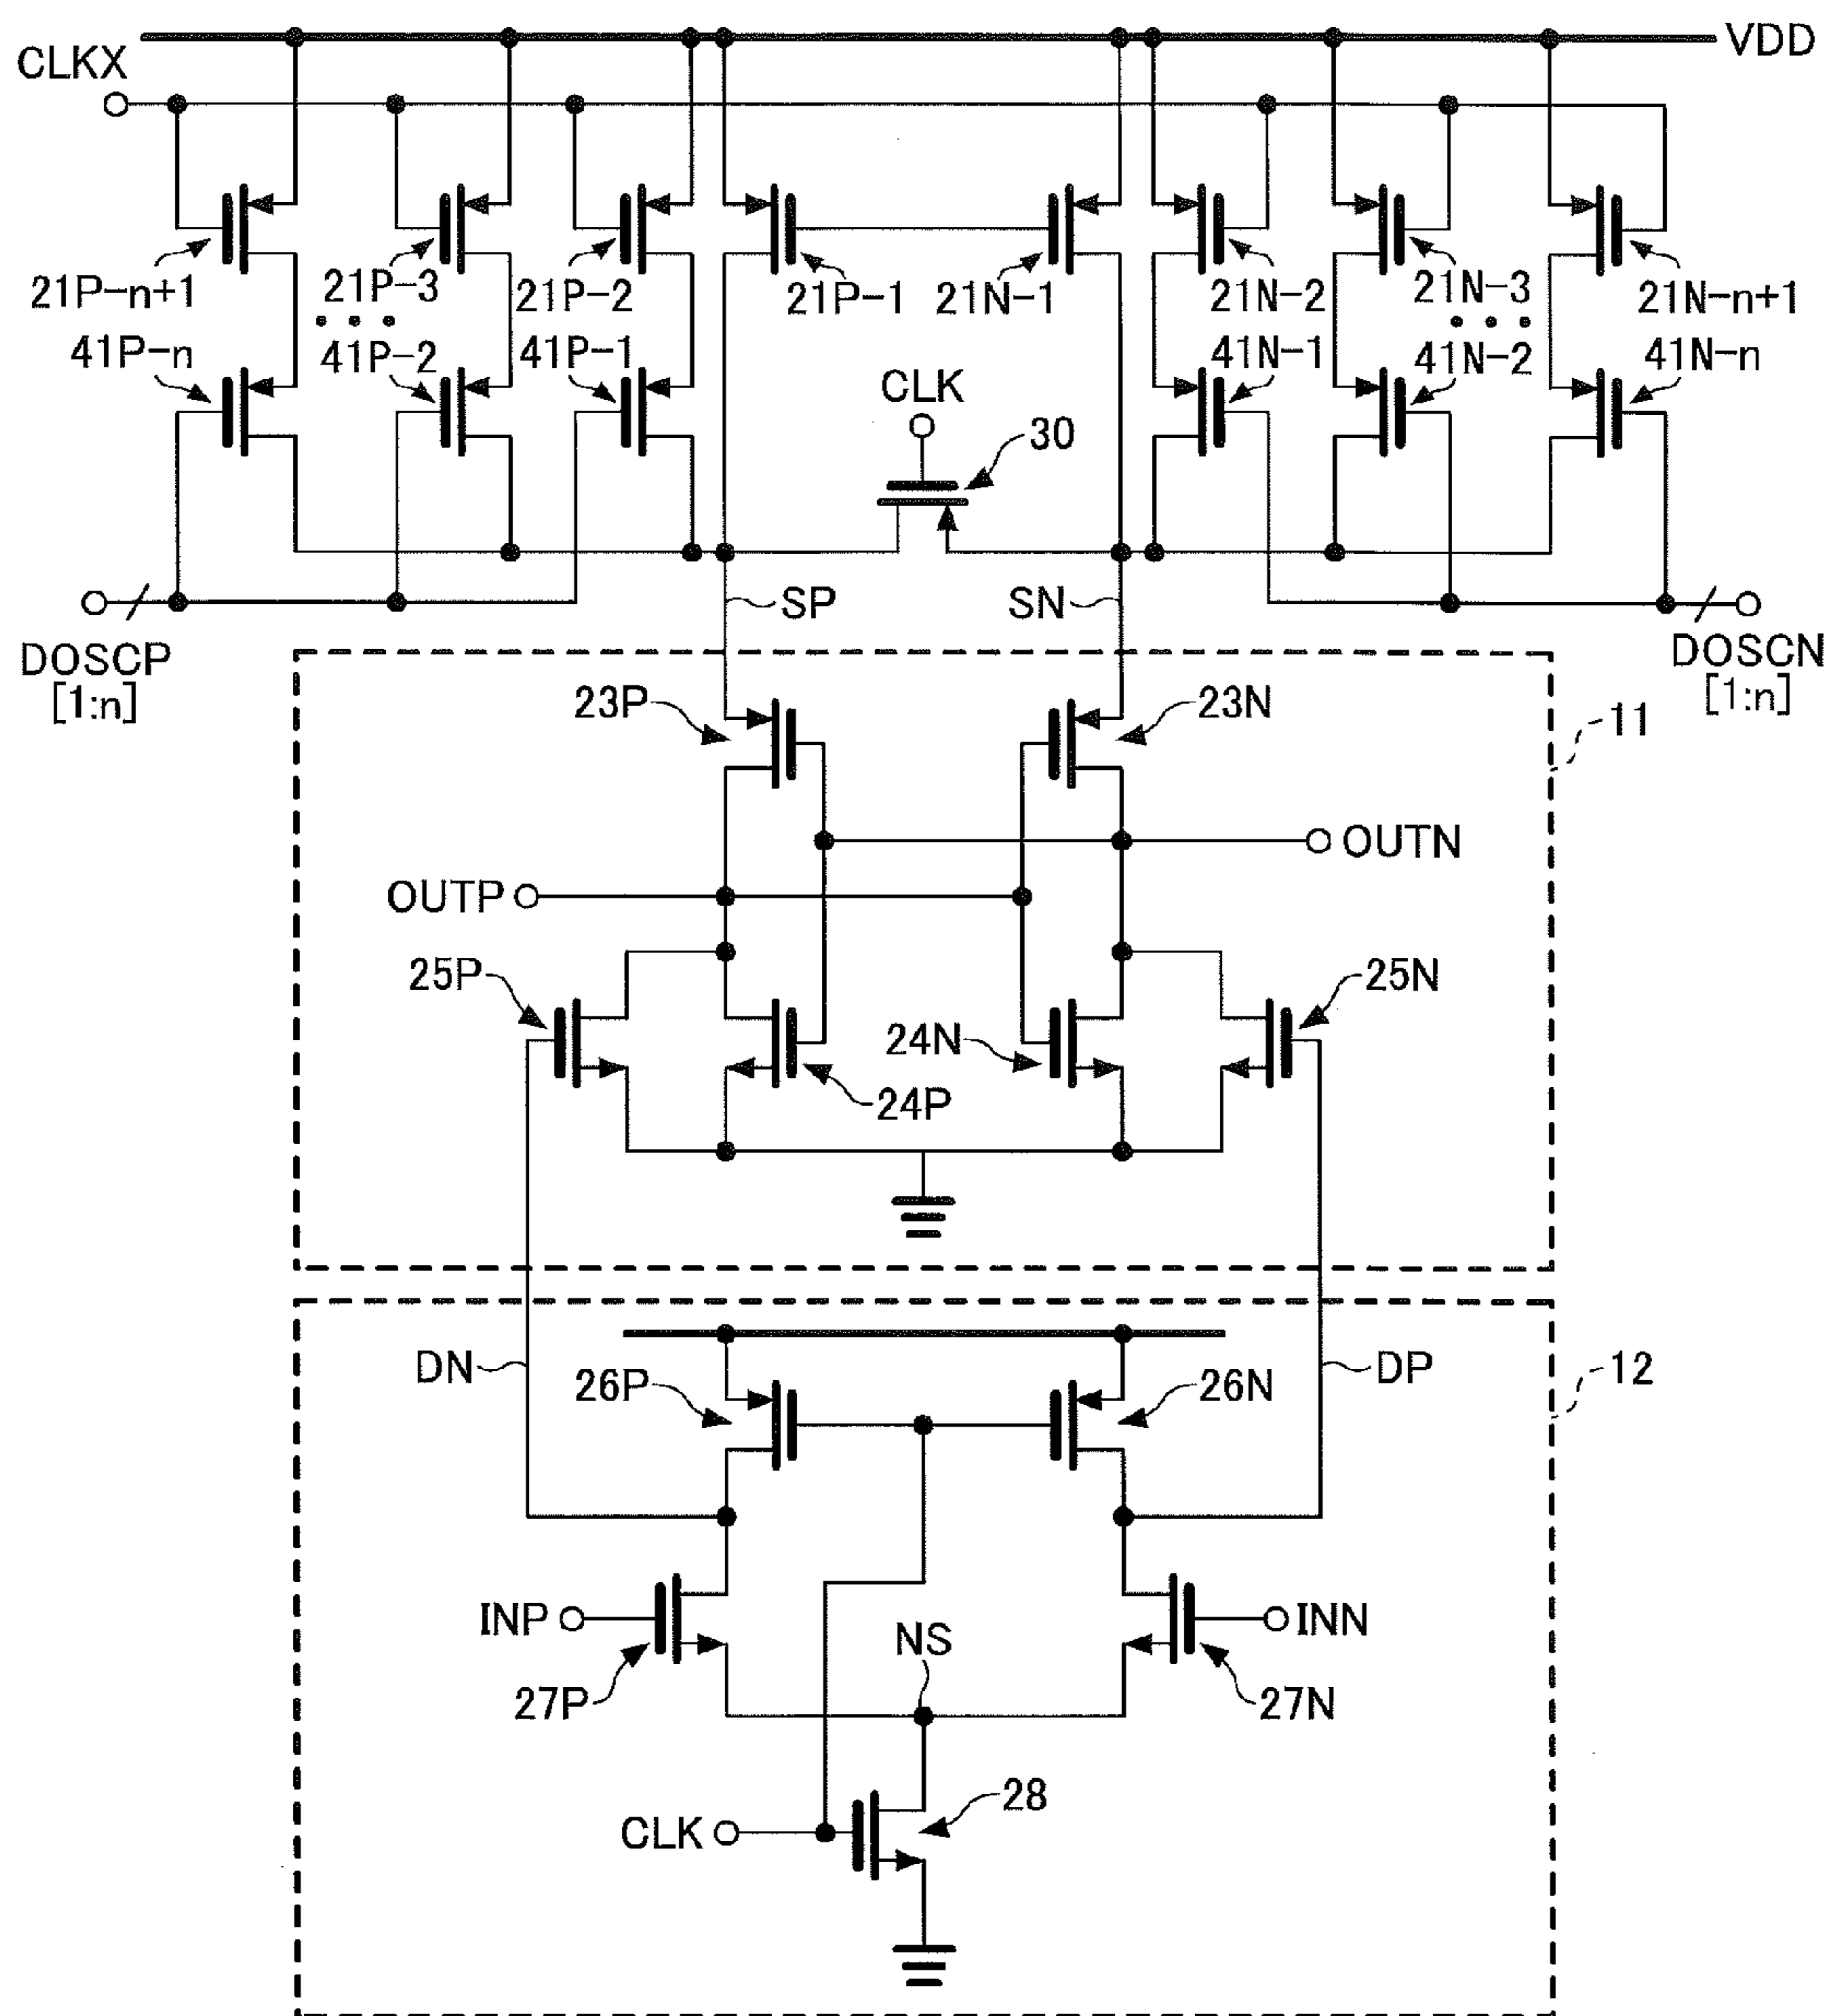 CLKX
VDD
21P-n+1
21P-3
21P-2
21P-1
21N-1
21N-2
21N-3
21N-n+1
41P-n
41P-2
41P-1
41N-1
41N-2
41N-n
CLK
30
SP
SN
DOSCP
[1:n]
DOSCN
[1:n]
23P
23N
11
OUTN
OUTP
25P
25N
24N
24P
DN
DP
26P
26N
12
INP
INN
NS
27P
27N
28
CLK